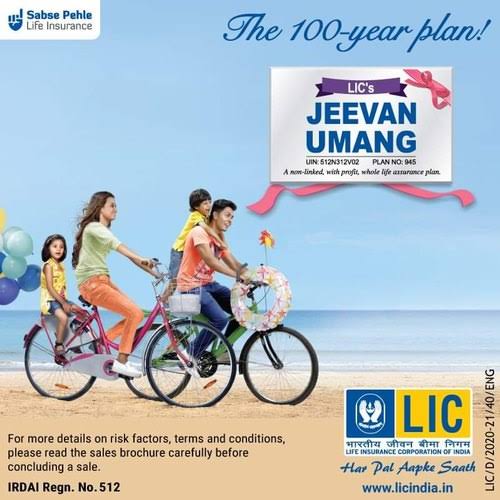 Sabse Pehle
Life Insurance
The 100-year plan!
LIC's
JEEVAN
UMANG
UIN: 512N312V02 PLAN NO: 945
A non-linked, with profit, whole life assurance plan.
LIC
भारतीय जीवन बीमा निगम
LIFE INSURANCE CORPORATION OF INDIA
Har Pal Aapke Saath
www.licindia.in
For more details on risk factors, terms and conditions,
please read the sales brochure carefully before
concluding a sale.
IRDAI Regn. No. 512
LIC/D/2020-21/40/ENG